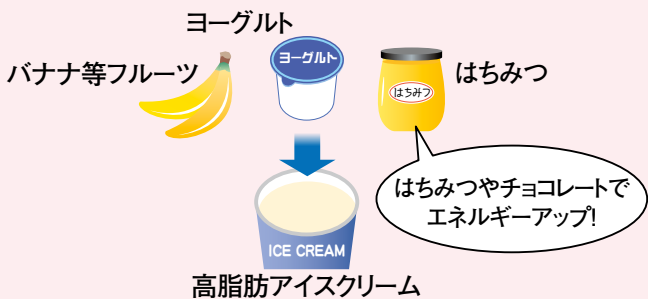 ヨーグルト
バナナ等フルーツ
ヨーグルト
はちみつ
はちみつ
はちみつやチョコレートで
エネルギーアップ!
ICE CREAM
高脂肪アイスクリーム